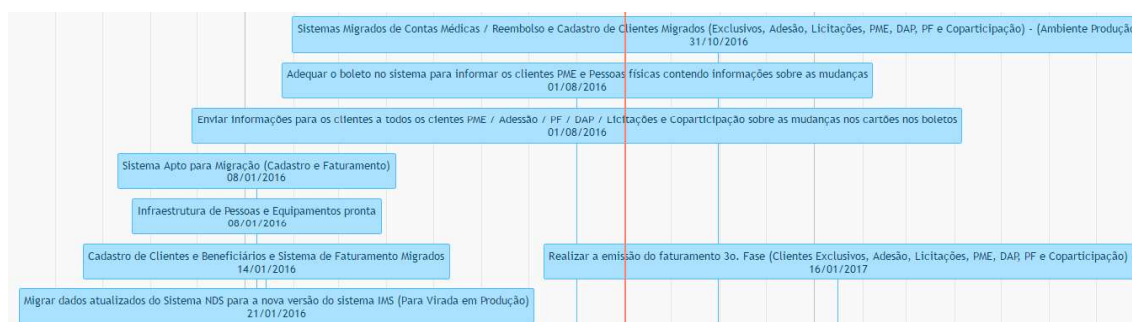 Sistemas Migrados de Contas Médicas / Reembolso e Cadastro de Clientes Migrados (Exclusivos, Adesão, Licitações, PME, DAP, PF e Coparticipação) - (Ambiente Produção
31/10/2016
Adequar o boleto no sistema para informar os clientes PME e Pessoas físicas contendo informações sobre as mudanças
01/08/2016
Enviar informações para os clientes a todos os cientes PME / Adessão / PF / DAP / Licitações e Coparticipação sobre as mudanças nos cartões nos boletos
01/08/2016
Sistema Apto para Migração (Cadastro e Faturamento)
08/01/2016
Infraestrutura de Pessoas e Equipamentos pronta
08/01/2016
Cadastro de Clientes e Beneficiários e Sistema de Faturamento Migrados
14/01/2016
Realizar a emissão do faturamento 3o. Fase (Clientes Exclusivos, Adesão, Licitações, PME, DAP, PF e Coparticipação)
16/01/2017
Migrar dados atualizados do Sistema NDS para a nova versão do sistema IMS (Para Virada em Produção)
21/01/2016